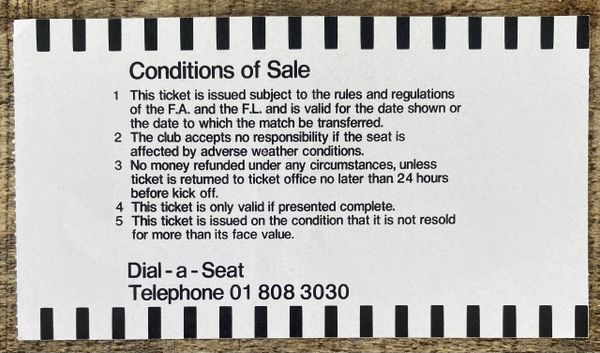 Conditions of Sale
1 This ticket is issued subject to the rules and regulations
of the F.A. and the F.L. and is valid for the date shown or
the date to which the match be transferred.
2 The club accepts no responsibility if the seat is
affected by adverse weather conditions.
3 No money refunded under any circumstances, unless
ticket is returned to ticket office no later than 24 hours
before kick off.
4 This ticket is only valid if presented complete.
5 This ticket is issued on the condition that it is not resold
for more than its face value.
Dial - a - Seat
Telephone 01 808 3030